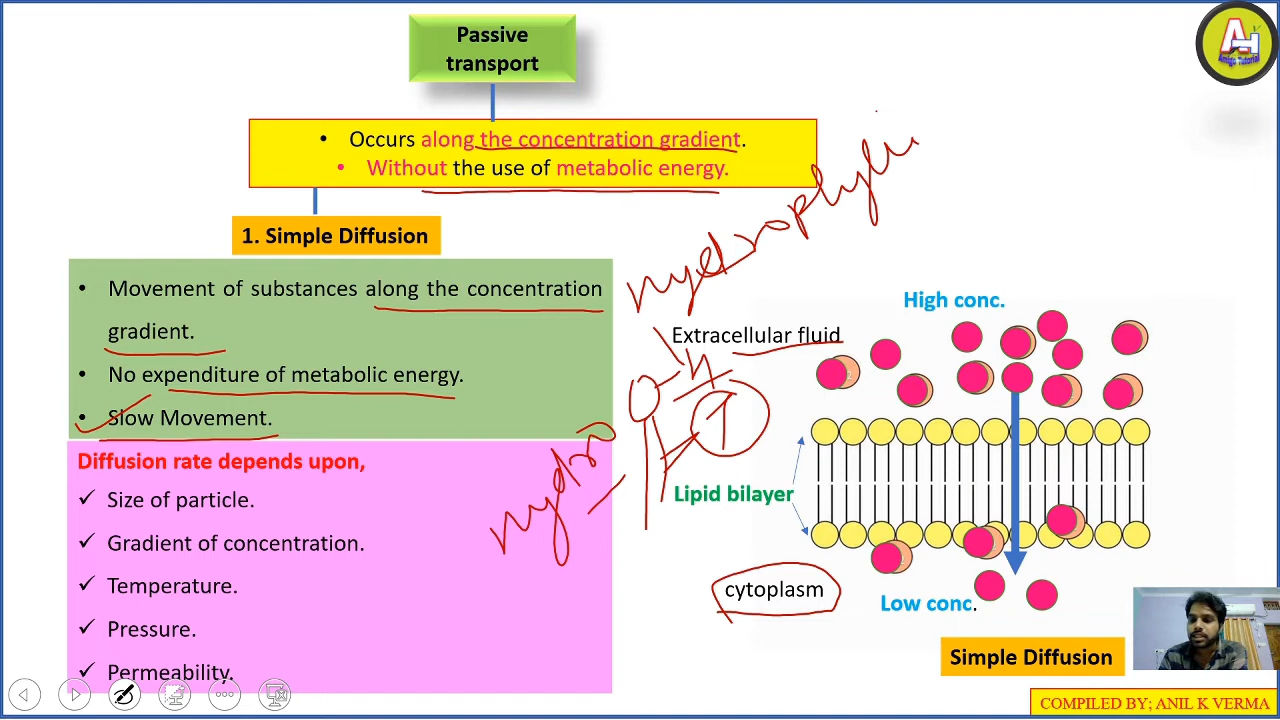 Passive
transport
• Occurs along the concentration gradient.
• Without the use of metabolic energy.
1. Simple Diffusion
• Movement of substances along the concentration
gradient.
• No expenditure of metabolic energy.
• Slow Movement.
Diffusion rate depends upon,
✓ Size of particle.
✓ Gradient of concentration.
✓ Temperature.
✓ Pressure.
✓ Permeability.
High conc.
Extracellular fluid
Lipid bilayer
cytoplasm
Low conc.
Simple Diffusion
COMPILED BY; ANIL K VERMA
Amigo Tutorial